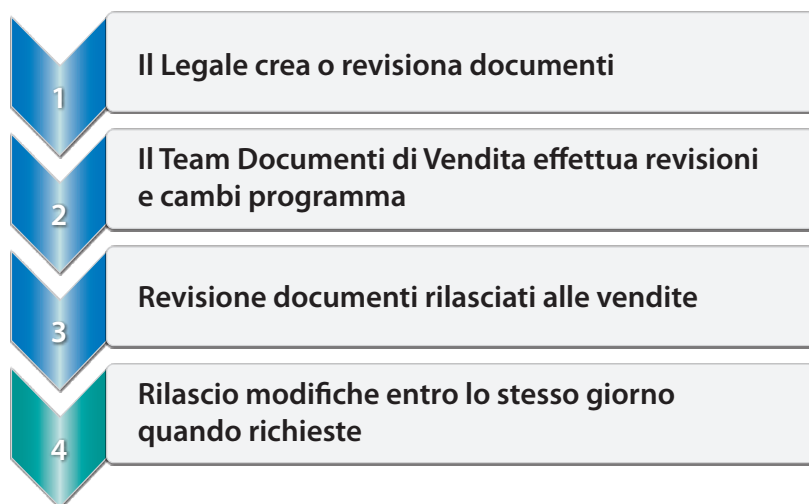 1
Il Legale crea o revisiona documenti
2
Il Team Documenti di Vendita effettua revisioni
e cambi programma
3
Revisione documenti rilasciati alle vendite
4
Rilascio modifiche entro lo stesso giorno
quando richieste